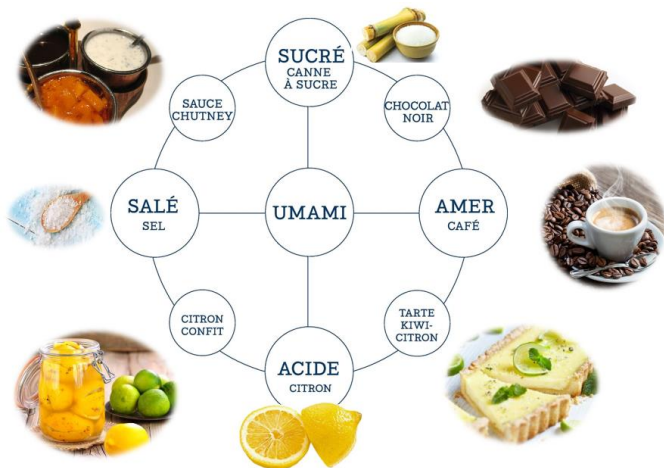 SUCRÉ
CANNE
À SUCRE
SAUCE
CHUTNEY
CHOCOLAT
NOIR
SALÉ
SEL
UMAMI
AMER
CAFÉ
CITRON
CONFIT
TARTE
KIWI-
CITRON
ACIDE
CITRON